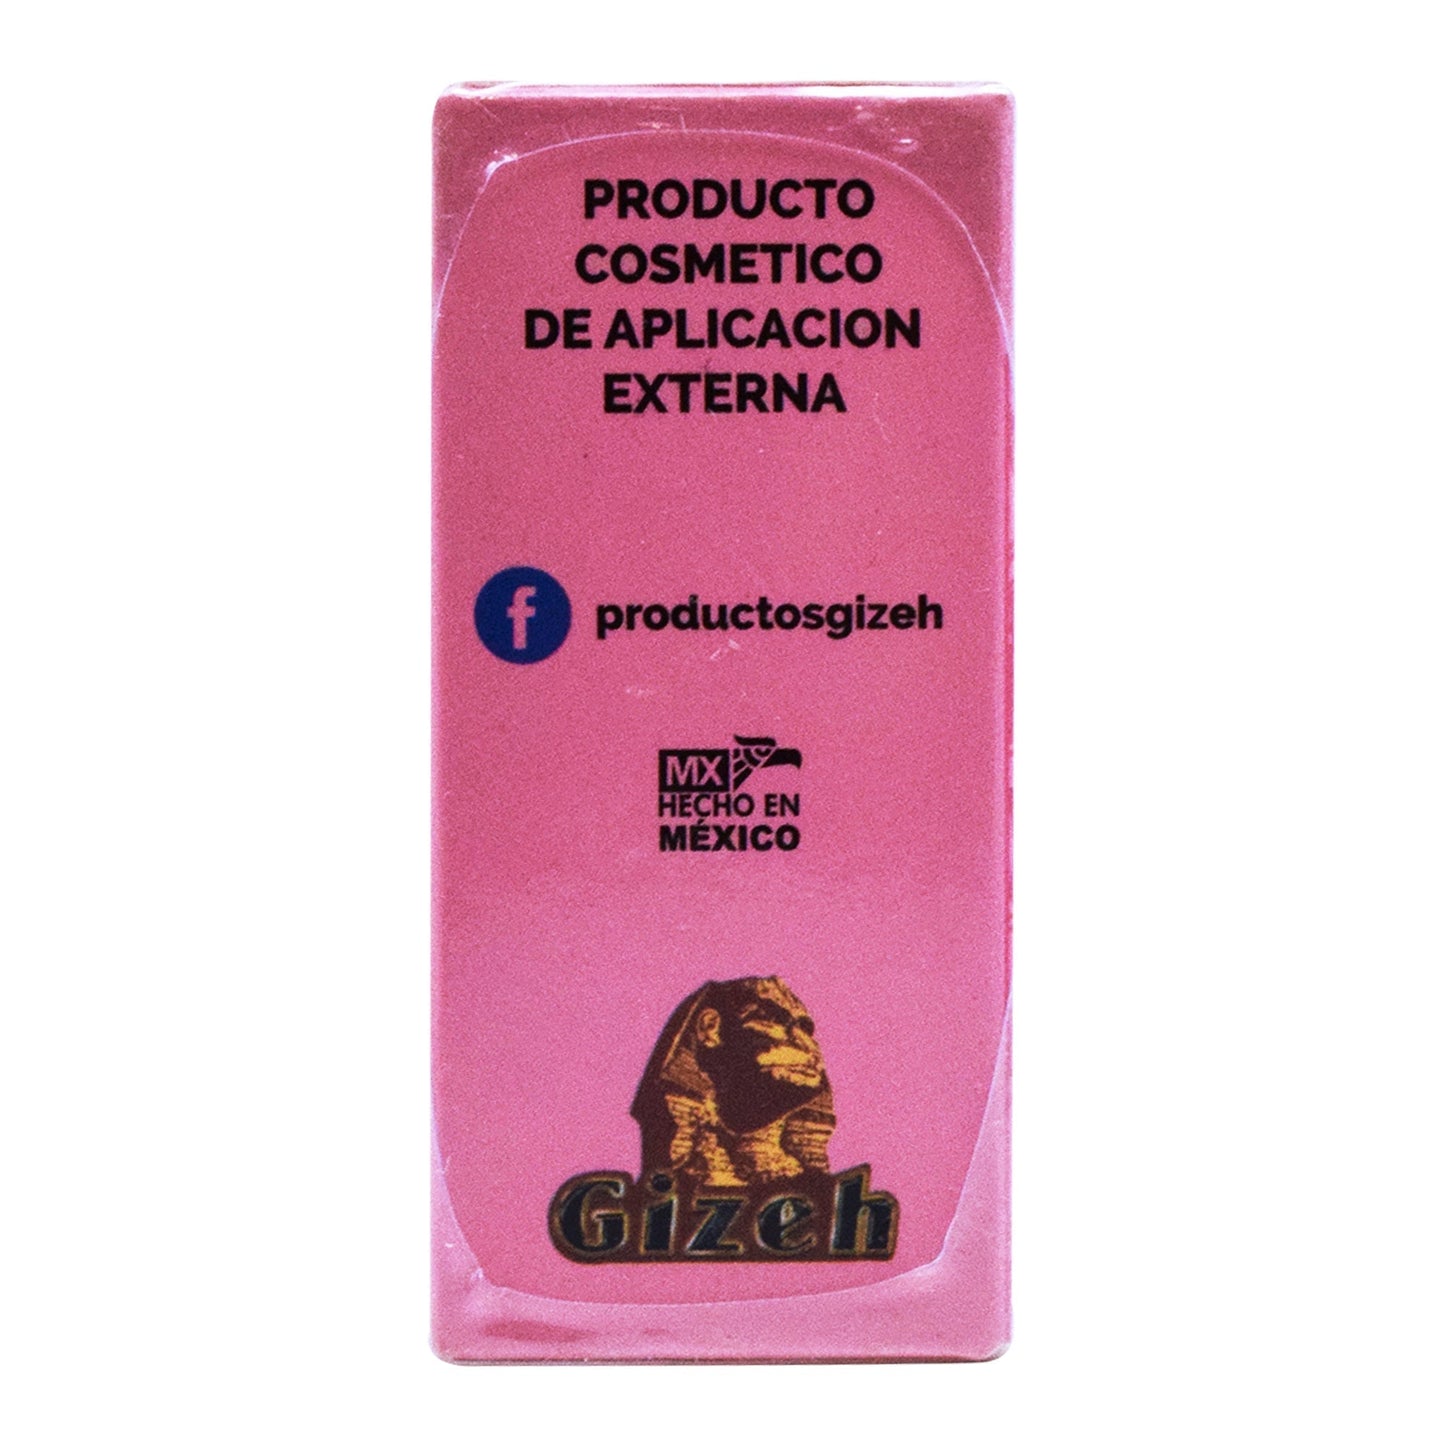 PRODUCTO
COSMETICO
DE APLICACION
EXTERNA
f productosgizeh
MX
HECHO EN
MÉXICO
Gizeh